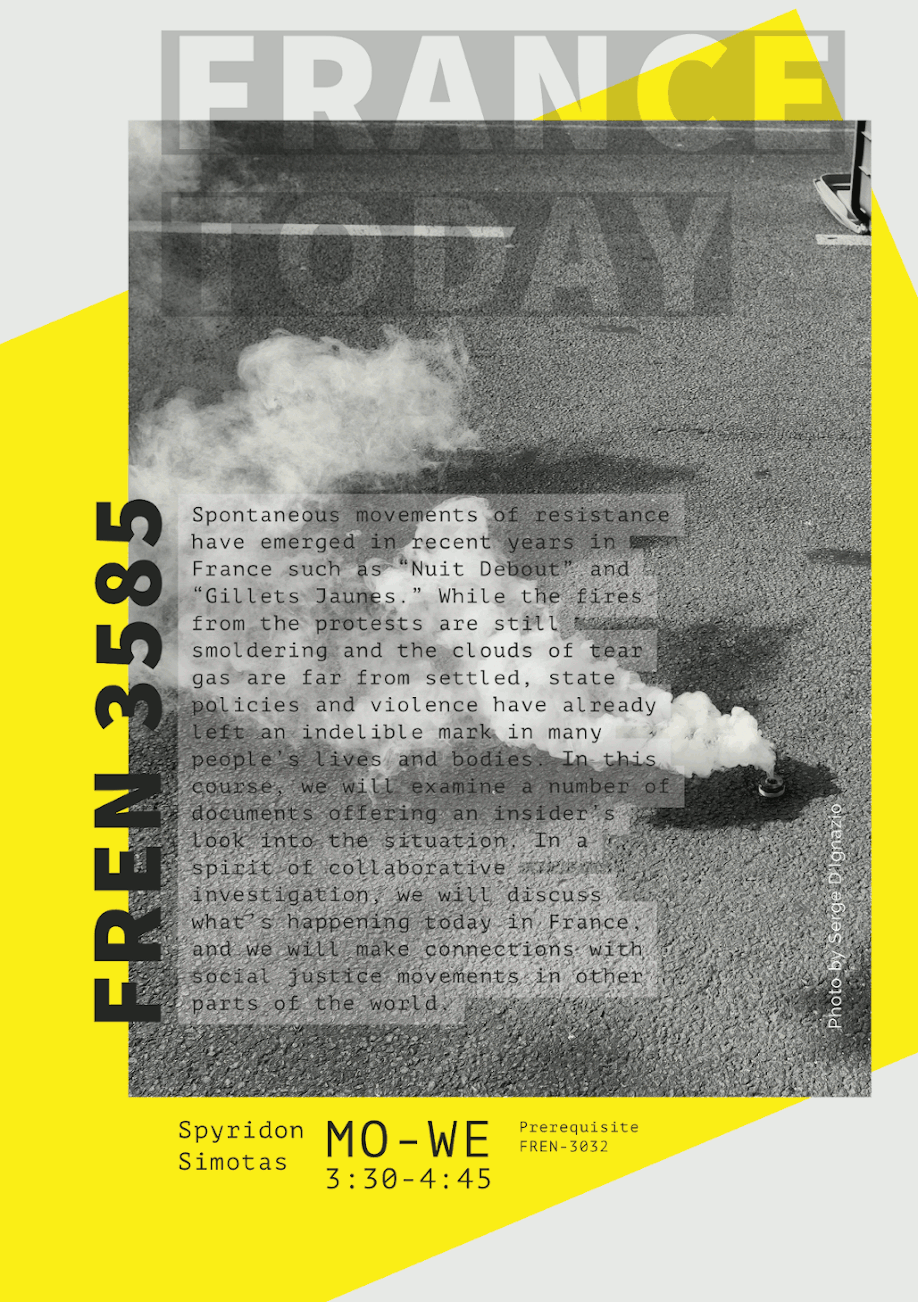 FRANCE
TODAY
FREN 3585
Spontaneous movements of resistance
have emerged in recent years in
France such as “Nuit Debout” and
“Gillets Jaunes.” While the fires
from the protests are still
smoldering and the clouds of tear
gas are far from settled, state
policies and violence have already
left an indelible mark in many
people’s lives and bodies. In this
course, we will examine a number of
documents offering an insider’s
look into the situation. In a
spirit of collaborative
investigation, we will discuss
what’s happening today in France,
and we will make connections with
social justice movements in other
parts of the world.
Photo by Serge D'Ignazio
Spyridon
Simotas
MO-WE
3:30-4:45
Prerequisite
FREN-3032